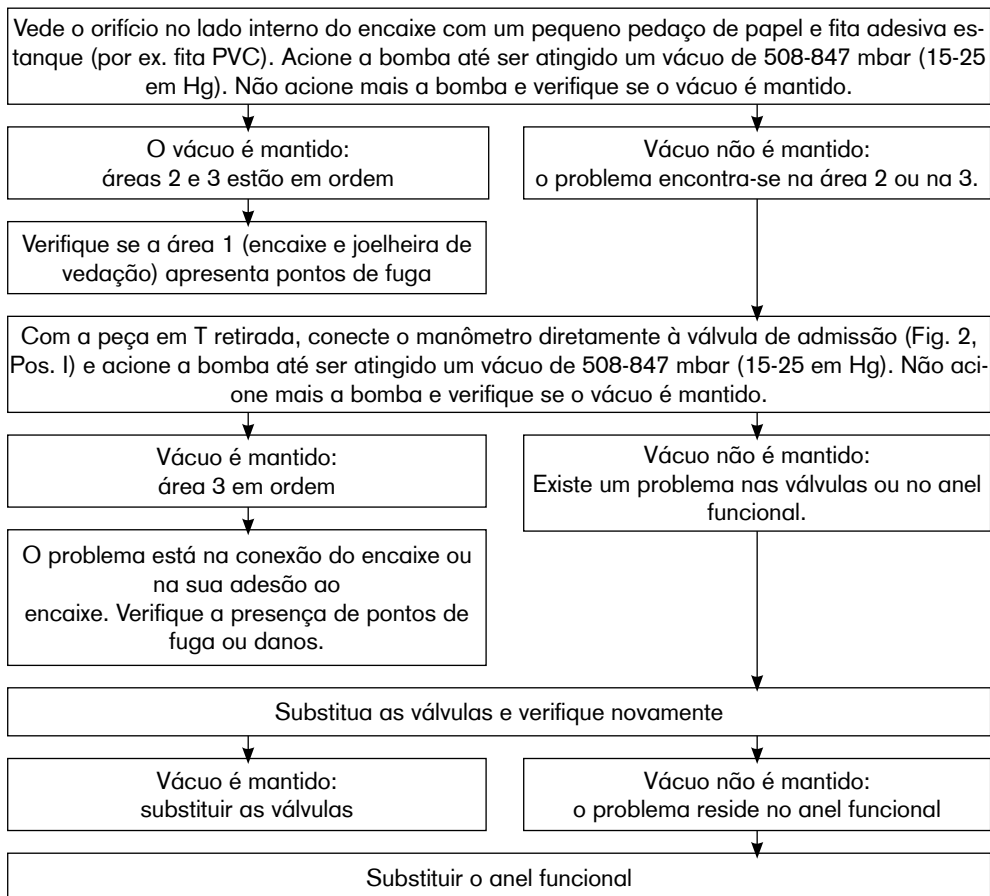 Vede o orifício no lado interno do encaixe com um pequeno pedaço de papel e fita adesiva es-
tanque (por ex. fita PVC). Acione a bomba até ser atingido um vácuo de 508-847 mbar (15-25
em Hg). Não acione mais a bomba e verifique se o vácuo é mantido.
O vácuo é mantido:
áreas 2 e 3 estão em ordem
Vácuo não é mantido:
o problema encontra-se na área 2 ou na 3.
Verifique se a área 1 (encaixe e joelheira de
vedação) apresenta pontos de fuga
Com a peça em T retirada, conecte o manômetro diretamente à válvula de admissão (Fig. 2,
Pos. I) e acione a bomba até ser atingido um vácuo de 508-847 mbar (15-25 em Hg). Não aci-
one mais a bomba e verifique se o vácuo é mantido.
Vácuo é mantido:
área 3 em ordem
Vácuo não é mantido:
Existe um problema nas válvulas ou no anel
funcional.
O problema está na conexão do encaixe ou
na sua adesão ao
encaixe. Verifique a presença de pontos de
fuga ou danos.
Substitua as válvulas e verifique novamente
Vácuo é mantido:
substituir as válvulas
Vácuo não é mantido:
o problema reside no anel funcional
Substituir o anel funcional